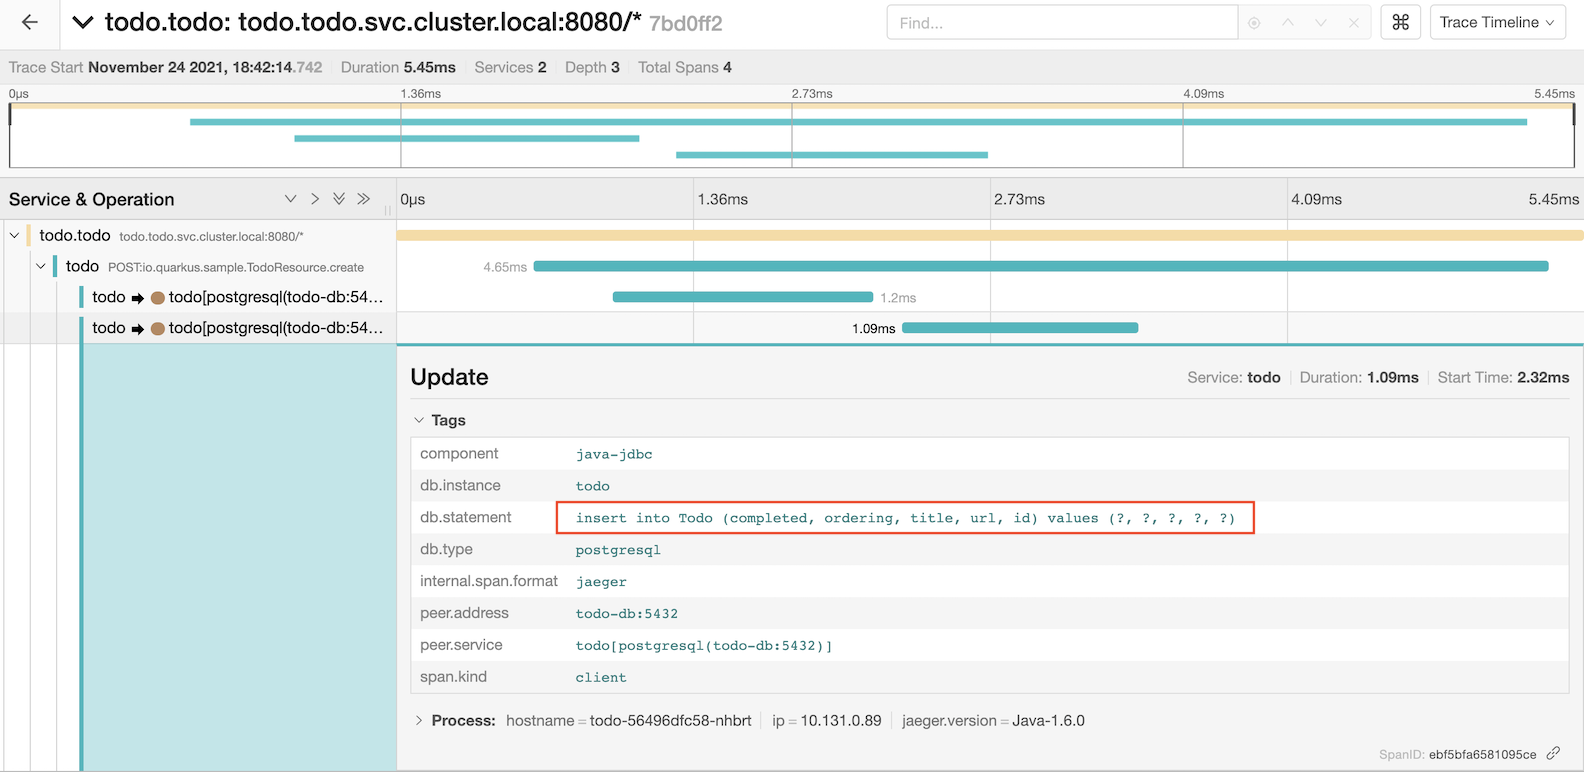 todo.todo: todo.todo.svc.cluster.local:8080/* 7bd0ff2
Find...
⌘
Trace Timeline
Trace Start November 24 2021, 18:42:14.742 Duration 5.45ms Services 2 Depth 3 Total Spans 4
0μs 1.36ms 2.73ms 4.09ms 5.45ms
Service & Operation 0μs 1.36ms 2.73ms 4.09ms 5.45ms
todo.todo todo.todo.svc.cluster.local:8080/*
todo POST:io.quarkus.sample.TodoResource.create 4.65ms
todo ➡ todo[postgresql(todo-db:54... 1.2ms
todo ➡ todo[postgresql(todo-db:54... 1.09ms
Update Service: todo Duration: 1.09ms Start Time: 2.32ms
Tags
component java-jdbc
db.instance todo
db.statement insert into Todo (completed, ordering, title, url, id) values (?, ?, ?, ?, ?)
db.type postgresql
internal.span.format jaeger
peer.address todo-db:5432
peer.service todo[postgresql(todo-db:5432)]
span.kind client
Process: hostname = todo-56496dfc58-nhbrt ip = 10.131.0.89 jaeger.version = Java-1.6.0
SpanID: ebf5bfa6581095ce